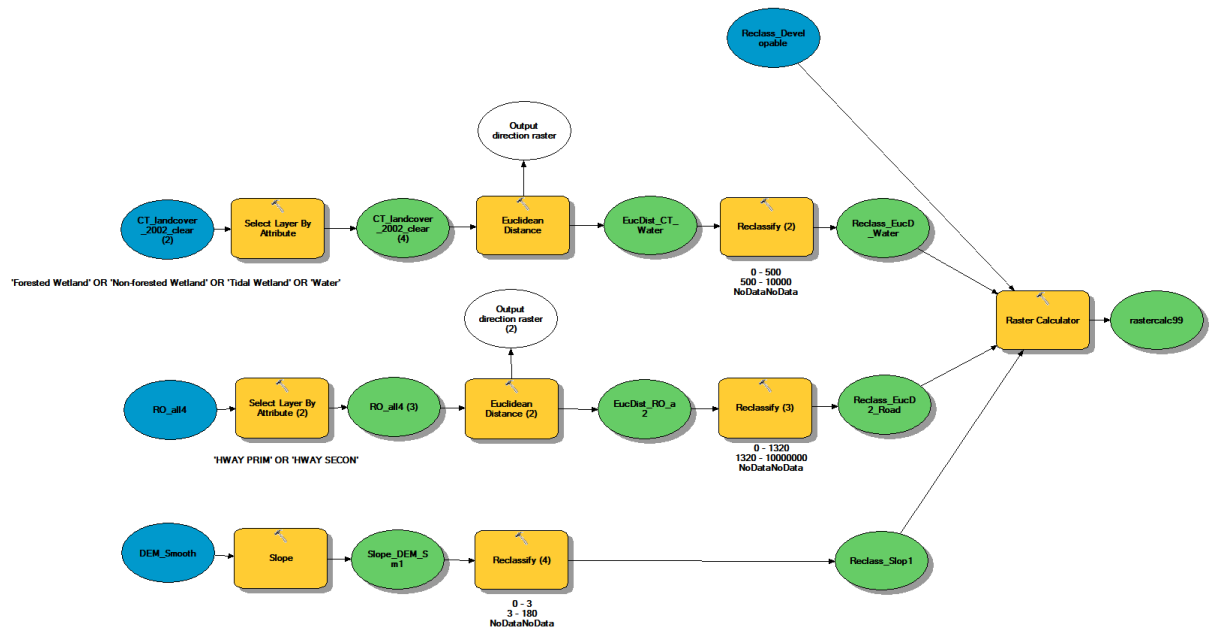 Reclass_Devel
opable
Output
direction raster
CT_landcover
_2002_clear
(2)
Select Layer By
Attribute
CT_landcover
_2002_clear
(4)
Euclidean
Distance
EucDist_CT_
Water
Reclassify (2)
Reclass_EucD
_Water
'Forested Wetland' OR 'Non-forested Wetland' OR 'Tidal Wetland' OR 'Water'
0 - 500
500 - 10000
NoDataNoData
Output
direction raster
(2)
Raster Calculator
rastercalc99
RO_all4
Select Layer By
Attribute (2)
RO_all4 (3)
Euclidean
Distance (2)
EucDist_RO_a
2
Reclassify (3)
Reclass_EucD
2_Road
'HWAY PRIM' OR 'HWAY SECON'
0 - 1320
1320 - 10000000
NoDataNoData
DEM_Smooth
Slope
Slope_DEM_S
m1
Reclassify (4)
Reclass_Slop1
0 - 3
3 - 180
NoDataNoData